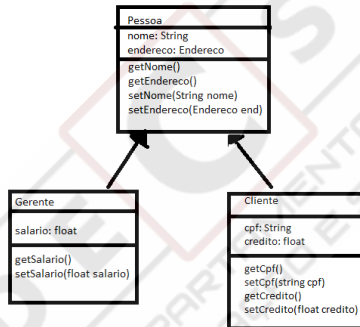 Pessoa
nome: String
endereco: Endereco
getNome()
getEndereco()
setNome(String nome)
setEndereco(Endereco end)
Gerente
salario: float
getSalario()
setSalario(float salario)
Cliente
cpf: String
credito: float
getCpf()
setCpf(string cpf)
getCredito()
setCredito(float credito)